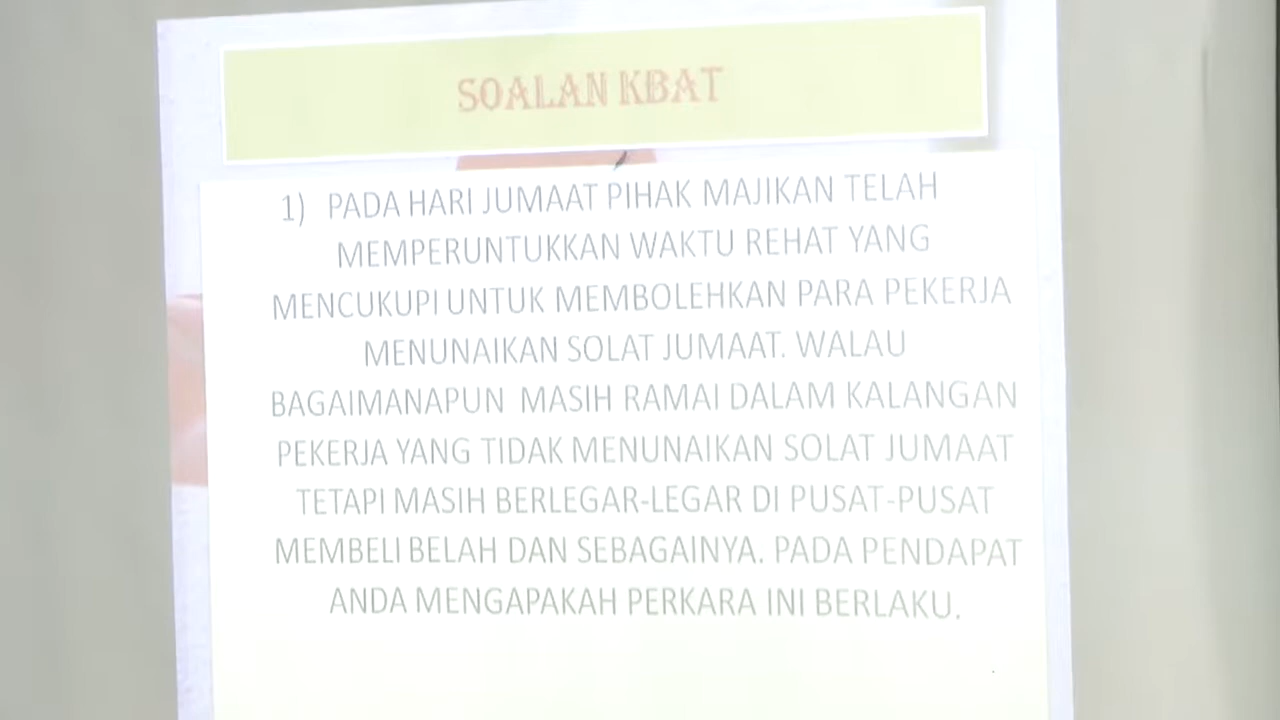 SOALAN KBAT
1) PADA HARI JUMAAT PIHAK MAJIKAN TELAH
MEMPERUNTUKKAN WAKTU REHAT YANG
MENCUKUPI UNTUK MEMBOLEHKAN PARA PEKERJA
MENUNAIKAN SOLAT JUMAAT. WALAU
BAGAIMANAPUN MASIH RAMAI DALAM KALANGAN
PEKERJA YANG TIDAK MENUNAIKAN SOLAT JUMAAT
TETAPI MASIH BERLEGAR-LEGAR DI PUSAT-PUSAT
MEMBELI BELAH DAN SEBAGAINYA. PADA PENDAPAT
ANDA MENGAPAKAH PERKARA INI BERLAKU.